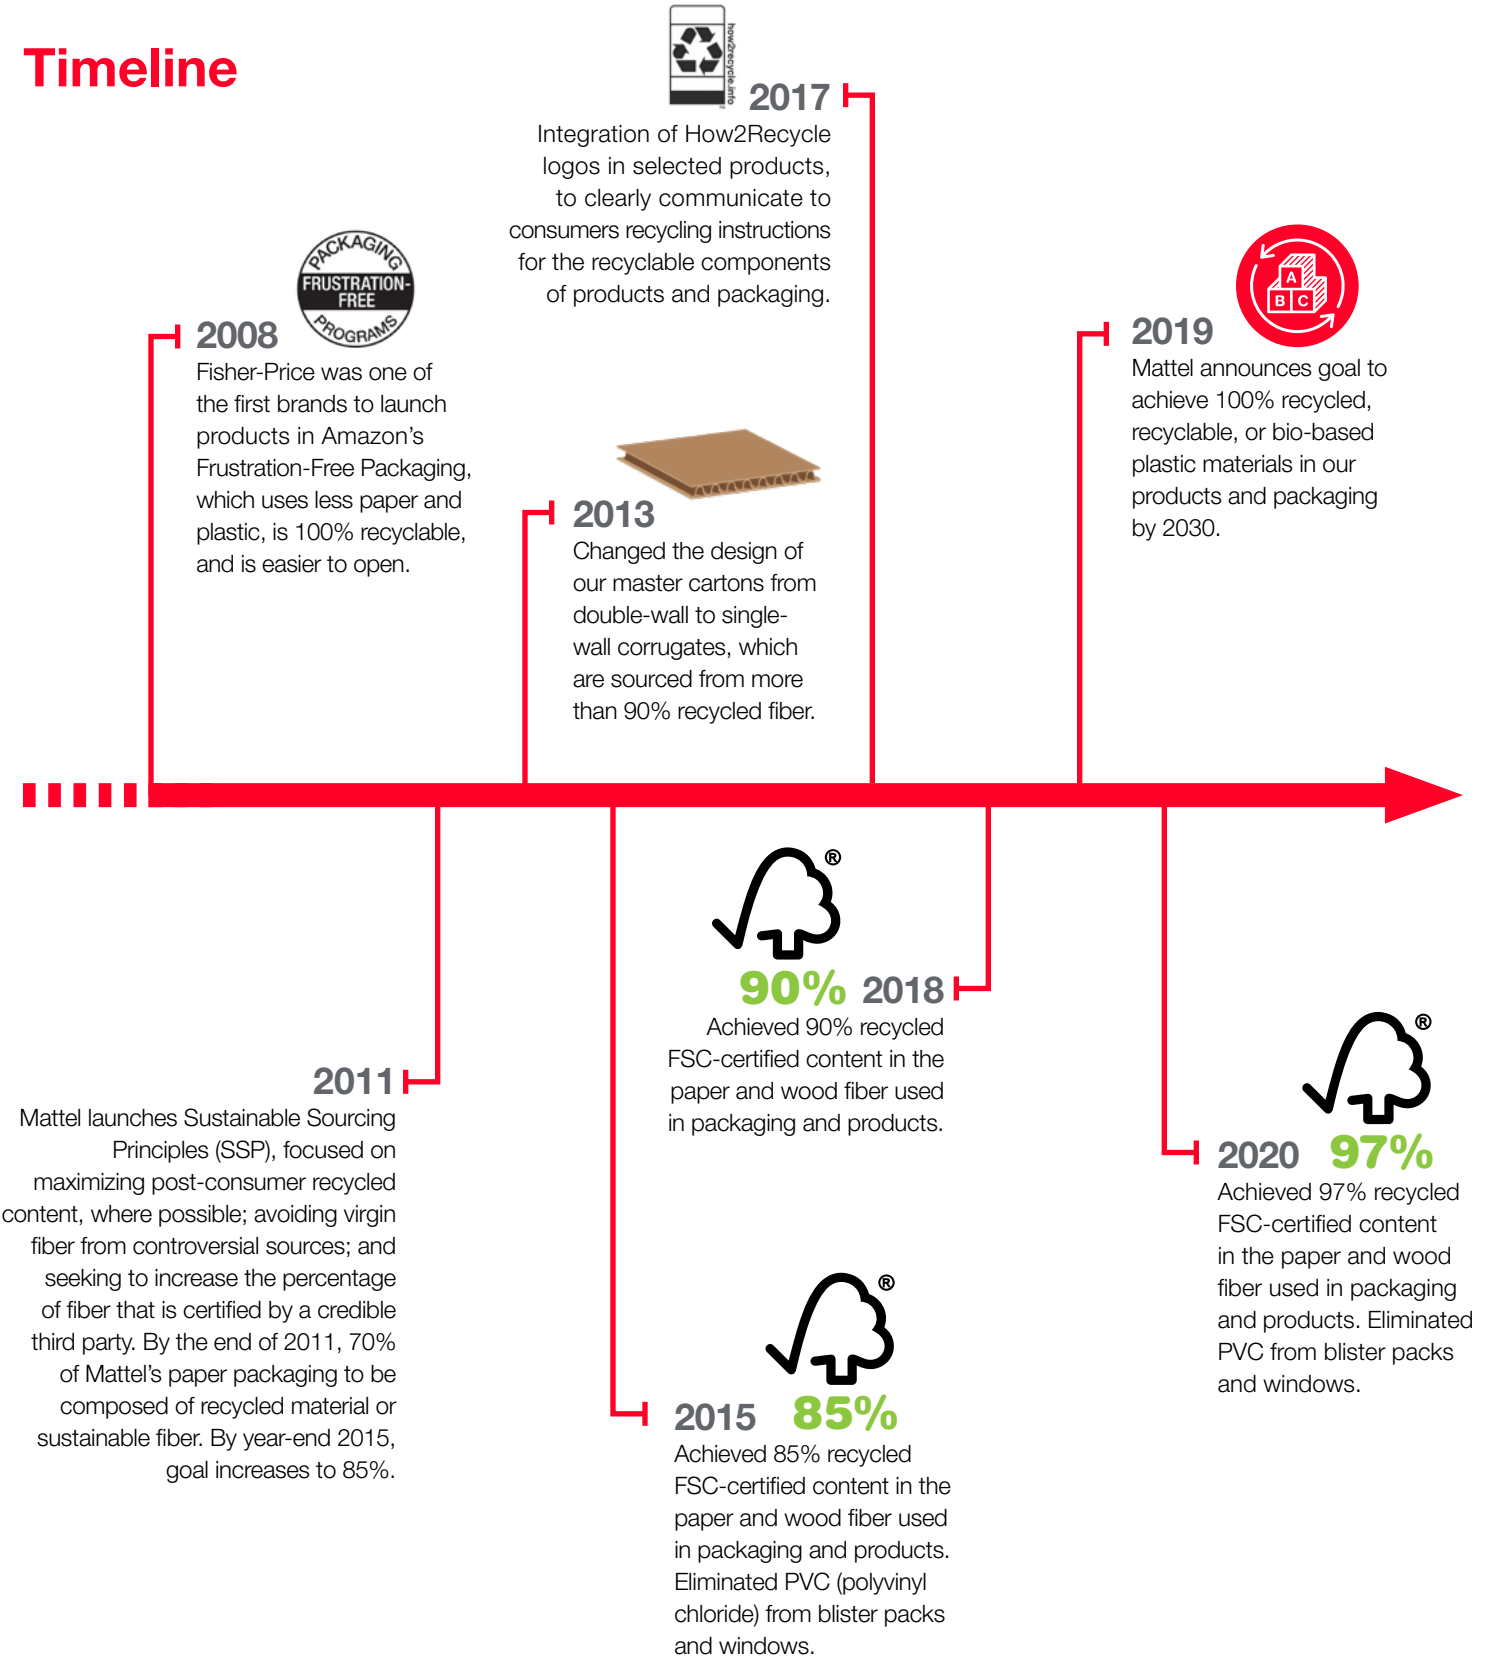 Timeline
how2recycle.info
2017
Integration of How2Recycle
logos in selected products,
to clearly communicate to
consumers recycling instructions
for the recyclable components
of products and packaging.
PACKAGING
FRUSTRATION-
FREE
PROGRAMS
2008
Fisher-Price was one of
the first brands to launch
products in Amazon’s
Frustration-Free Packaging,
which uses less paper and
plastic, is 100% recyclable,
and is easier to open.
2013
Changed the design of
our master cartons from
double-wall to single-
wall corrugates, which
are sourced from more
than 90% recycled fiber.
A
B C
2019
Mattel announces goal to
achieve 100% recycled,
recyclable, or bio-based
plastic materials in our
products and packaging
by 2030.
2011
Mattel launches Sustainable Sourcing
Principles (SSP), focused on
maximizing post-consumer recycled
content, where possible; avoiding virgin
fiber from controversial sources; and
seeking to increase the percentage
of fiber that is certified by a credible
third party. By the end of 2011, 70%
of Mattel’s paper packaging to be
composed of recycled material or
sustainable fiber. By year-end 2015,
goal increases to 85%.
®
90% 2018
Achieved 90% recycled
FSC-certified content in the
paper and wood fiber used
in packaging and products.
®
2015 85%
Achieved 85% recycled
FSC-certified content in the
paper and wood fiber used
in packaging and products.
Eliminated PVC (polyvinyl
chloride) from blister packs
and windows.
®
2020 97%
Achieved 97% recycled
FSC-certified content
in the paper and wood
fiber used in packaging
and products. Eliminated
PVC from blister packs
and windows.